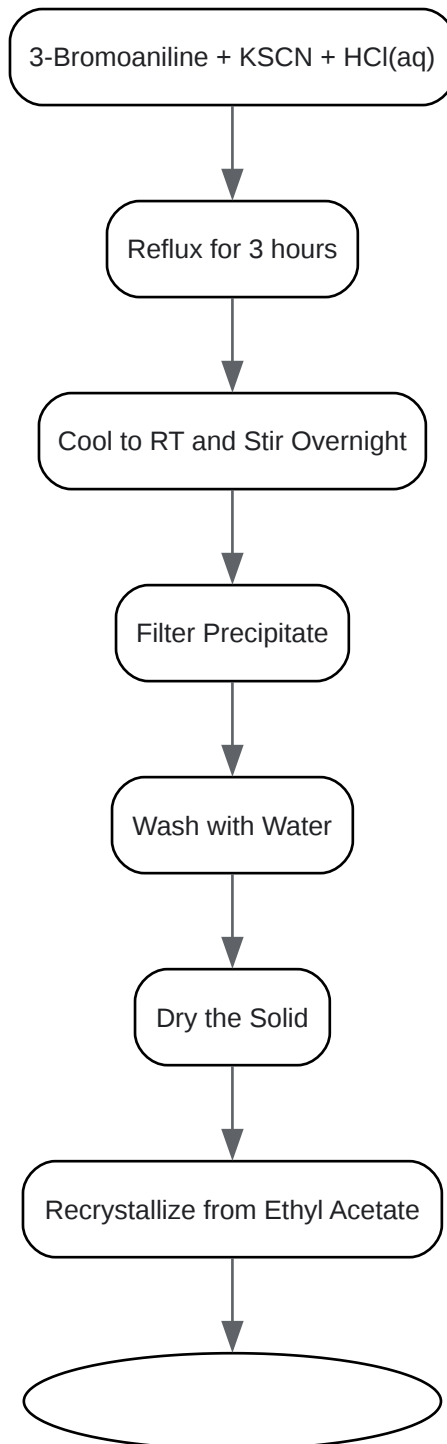 3-Bromoaniline + KSCN + HCl(aq)
Reflux for 3 hours
Cool to RT and Stir Overnight
Filter Precipitate
Wash with Water
Dry the Solid
Recrystallize from Ethyl Acetate